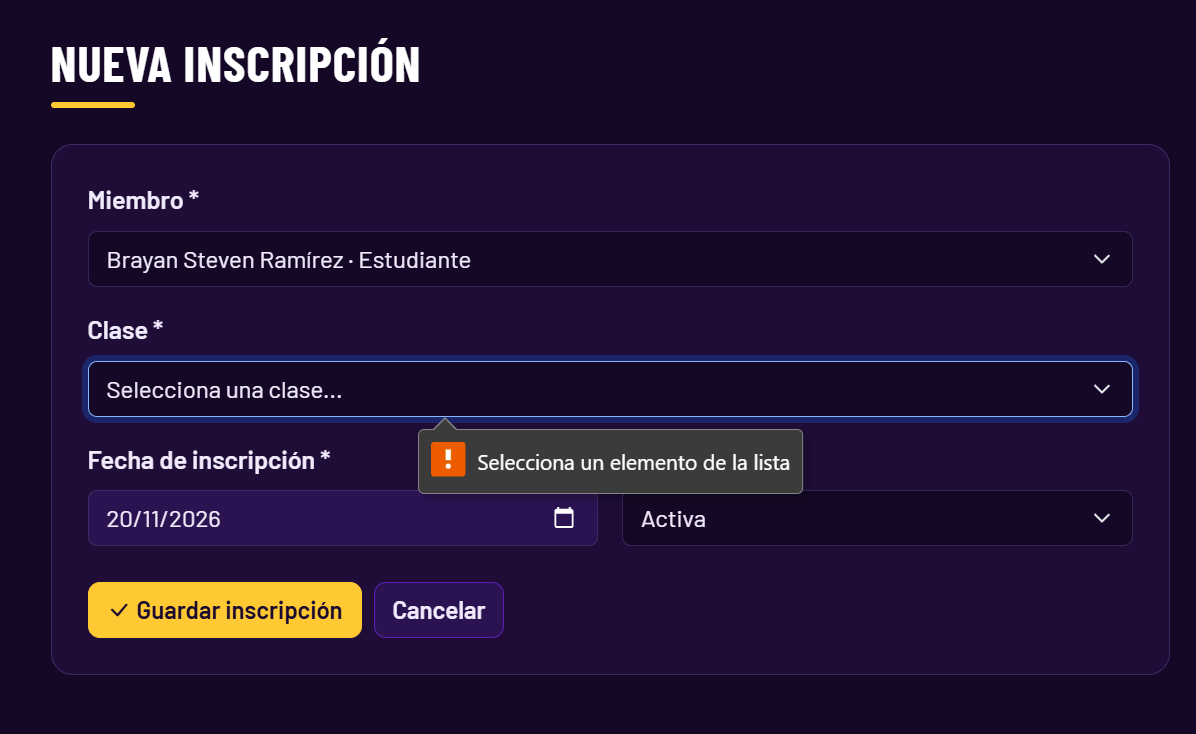 NUEVA INSCRIPCIÓN
Miembro *
Brayan Steven Ramírez · Estudiante
Clase *
Selecciona una clase...
Selecciona un elemento de la lista
Fecha de inscripción *
20/11/2026
Activa
Guardar inscripción
Cancelar